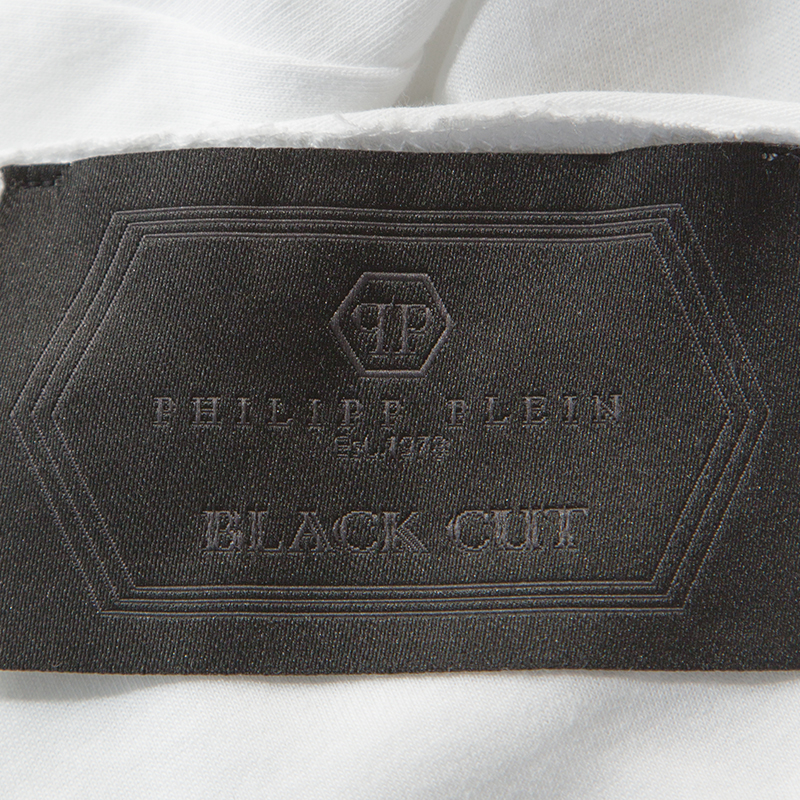 PP
PHILIPP PLEIN
Est. 1978
BLACK CUT